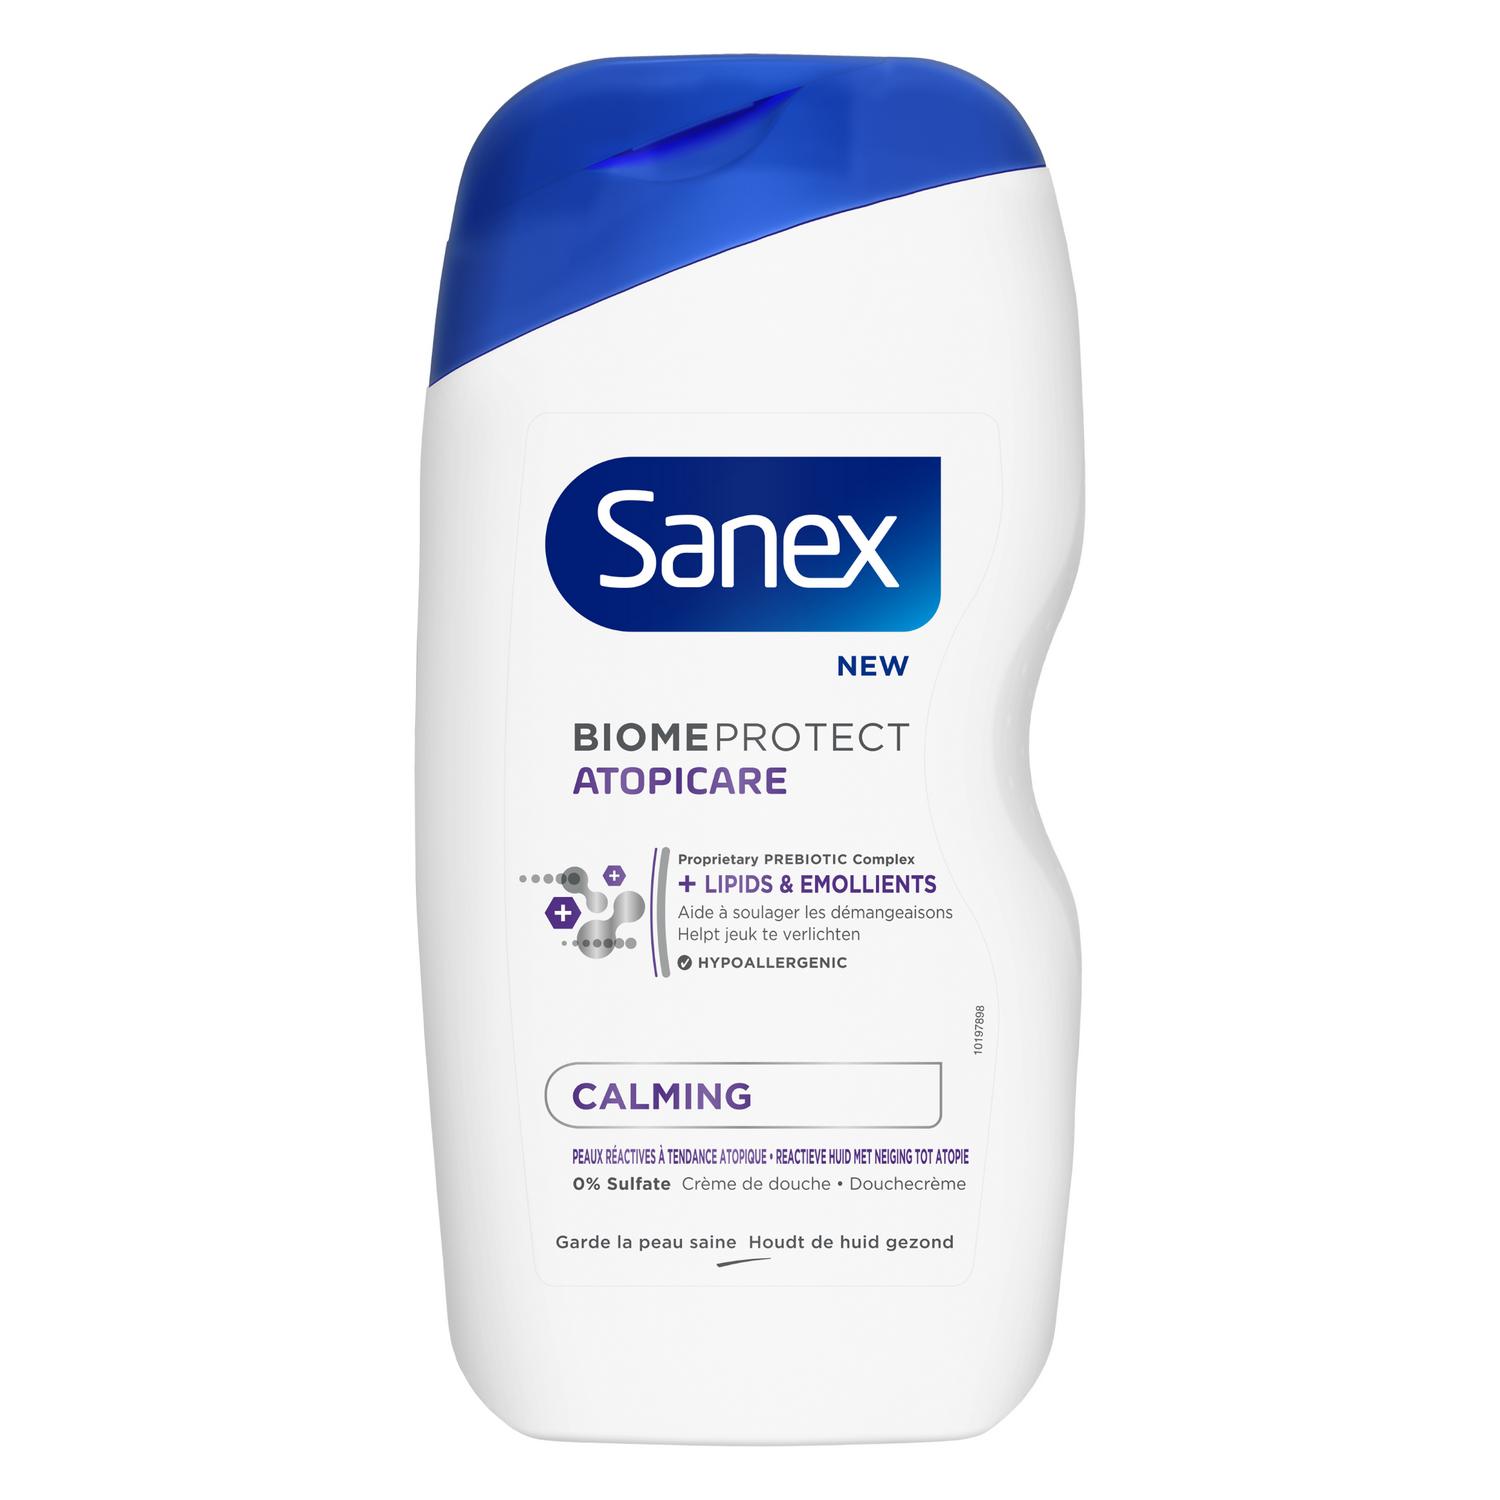 Sanex
NEW
BIOMEPROTECT
ATOPICARE
Proprietary PREBIOTIC Complex
+ LIPIDS & EMOLLIENTS
Aide à soulager les démangeaisons
Helpt jeuk te verlichten
HYPOALLERGENIC
10197898
CALMING
PEAUX RÉACTIVES À TENDANCE ATOPIQUE • REACTIEVE HUID MET NEIGING TOT ATOPIE
0% Sulfate Crème de douche • Douchecrème
Garde la peau saine Houdt de huid gezond